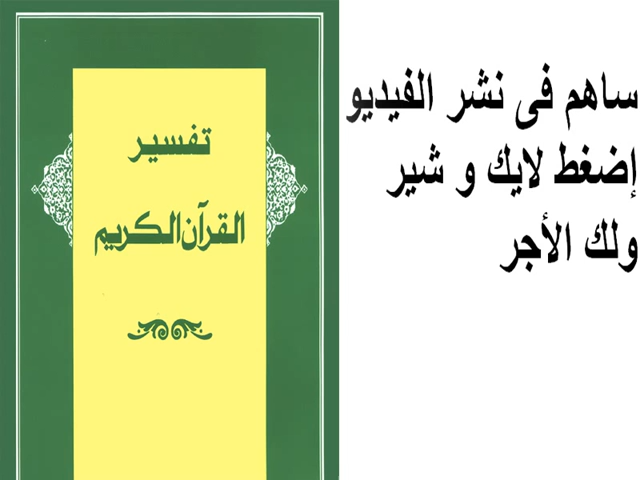 تفسير
القرآن الكريم
ساهم فى نشر الفيديو
إضغط لايك و شير
ولك الأجر